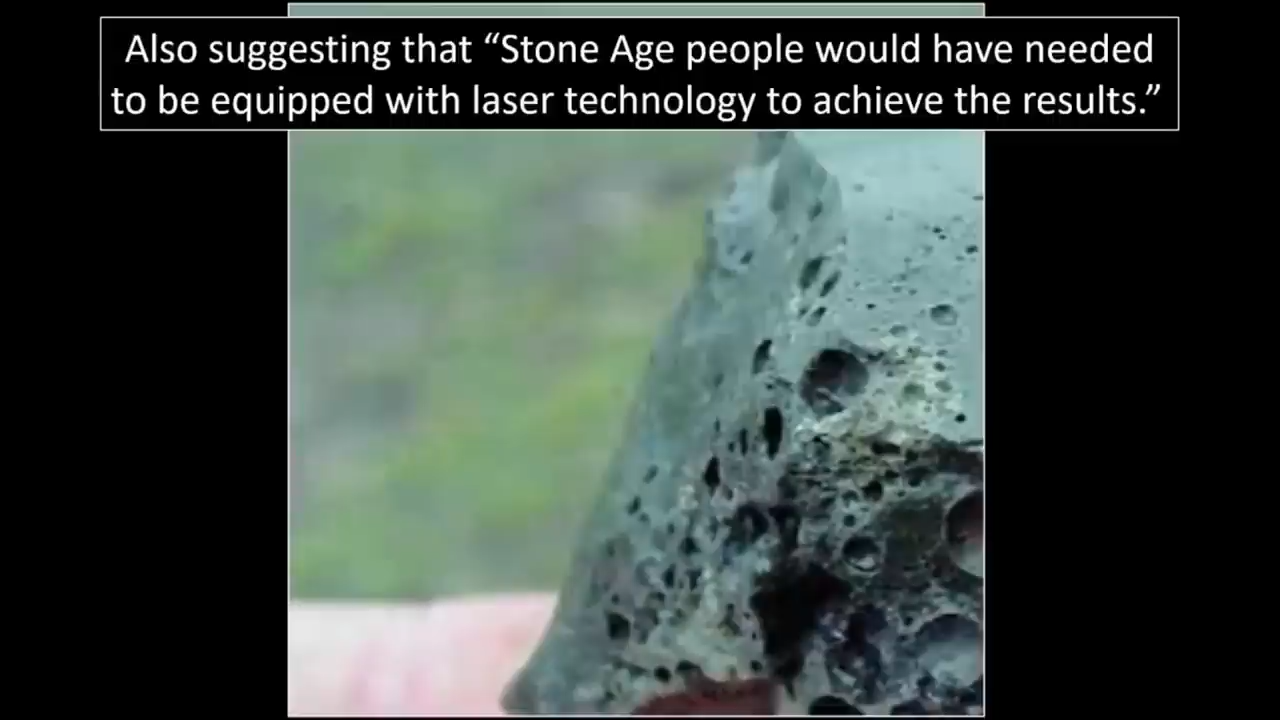 Also suggesting that “Stone Age people would have needed
to be equipped with laser technology to achieve the results.”